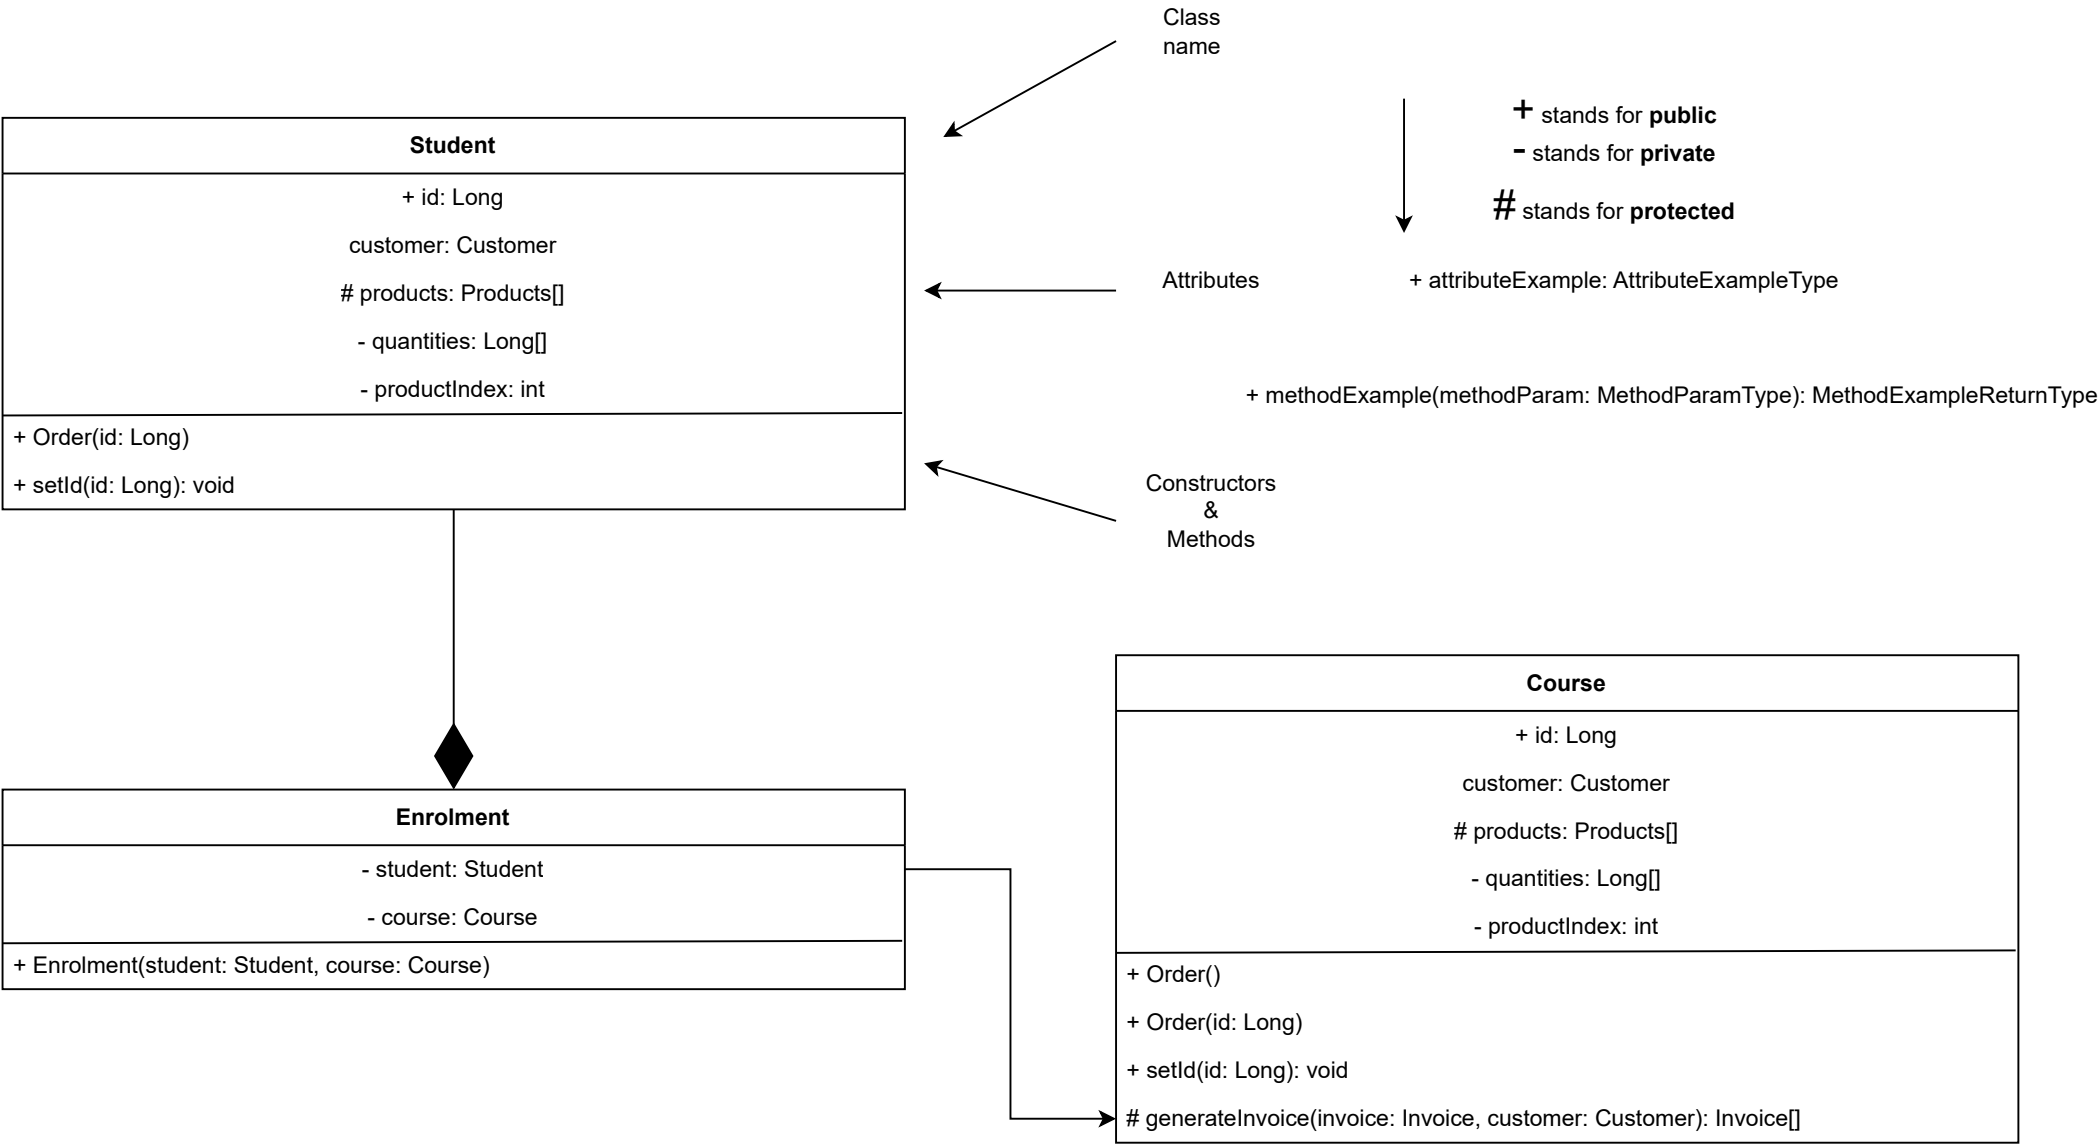 Class
name
+ stands for public
- stands for private
# stands for protected
Student
+ id: Long
customer: Customer
# products: Products[]
- quantities: Long[]
- productIndex: int
+ Order(id: Long)
+ setId(id: Long): void
Attributes
+ attributeExample: AttributeExampleType
+ methodExample(methodParam: MethodParamType): MethodExampleReturnType
Constructors
&
Methods
Enrolment
- student: Student
- course: Course
+ Enrolment(student: Student, course: Course)
Course
+ id: Long
customer: Customer
# products: Products[]
- quantities: Long[]
- productIndex: int
+ Order()
+ Order(id: Long)
+ setId(id: Long): void
# generateInvoice(invoice: Invoice, customer: Customer): Invoice[]